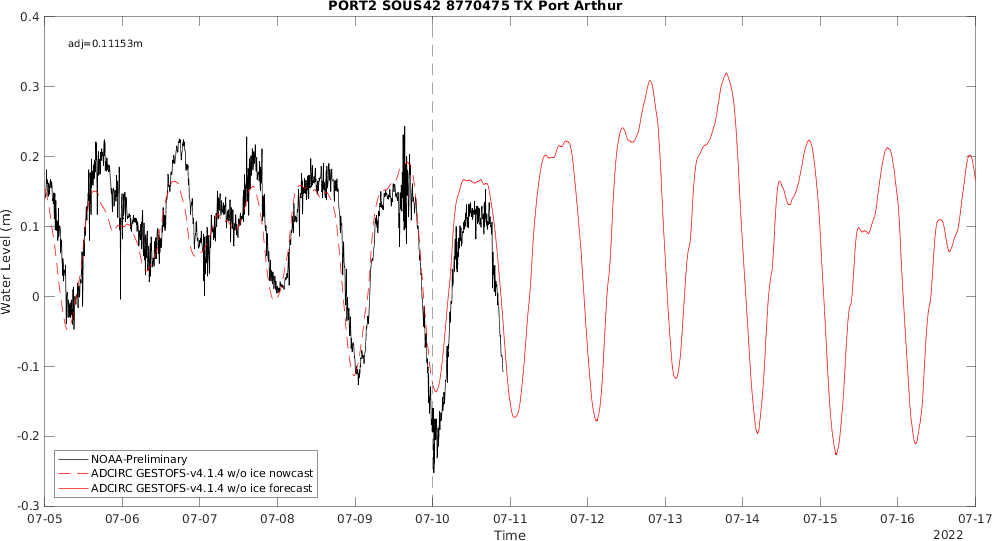 PORT2 SOUS42 8770475 TX Port Arthur
adj=0.11153m
0.4
0.3
0.2
0.1
0
-0.1
-0.2
-0.3
Water Level (m)
NOAA-Preliminary
ADCIRC GESTOFS-v4.1.4 w/o ice nowcast
ADCIRC GESTOFS-v4.1.4 w/o ice forecast
07-05 07-06 07-07 07-08 07-09 07-10 07-11 07-12 07-13 07-14 07-15 07-16 07-17
Time
2022